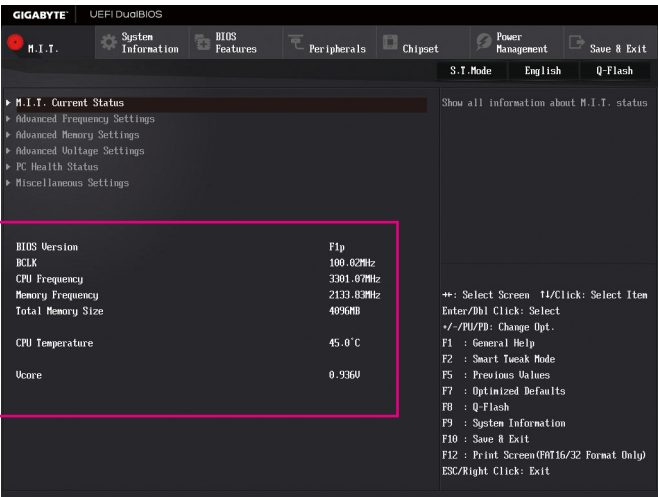 GIGABYTE™ UEFI DualBIOS
M.I.T. System Information BIOS Features Peripherals Chipset Power Management Save & Exit
S.T.Mode English Q-Flash
M.I.T. Current Status
Show all information about M.I.T. status
Advanced Frequency Settings
Advanced Memory Settings
Advanced Voltage Settings
PC Health Status
Miscellaneous Settings
BIOS Version F1p
BCLK 100.02MHz
CPU Frequency 3301.07MHz
Memory Frequency 2133.83MHz
Total Memory Size 4096MB
CPU Temperature 45.0°C
Vcore 0.936V
→←: Select Screen ↑↓/Click: Select Item
Enter/Dbl Click: Select
+/-/PU/PD: Change Opt.
F1 : General Help
F2 : Smart Tweak Mode
F5 : Previous Values
F7 : Optimized Defaults
F8 : Q-Flash
F9 : System Information
F10 : Save & Exit
F12 : Print Screen(FAT16/32 Format Only)
ESC/Right Click: Exit